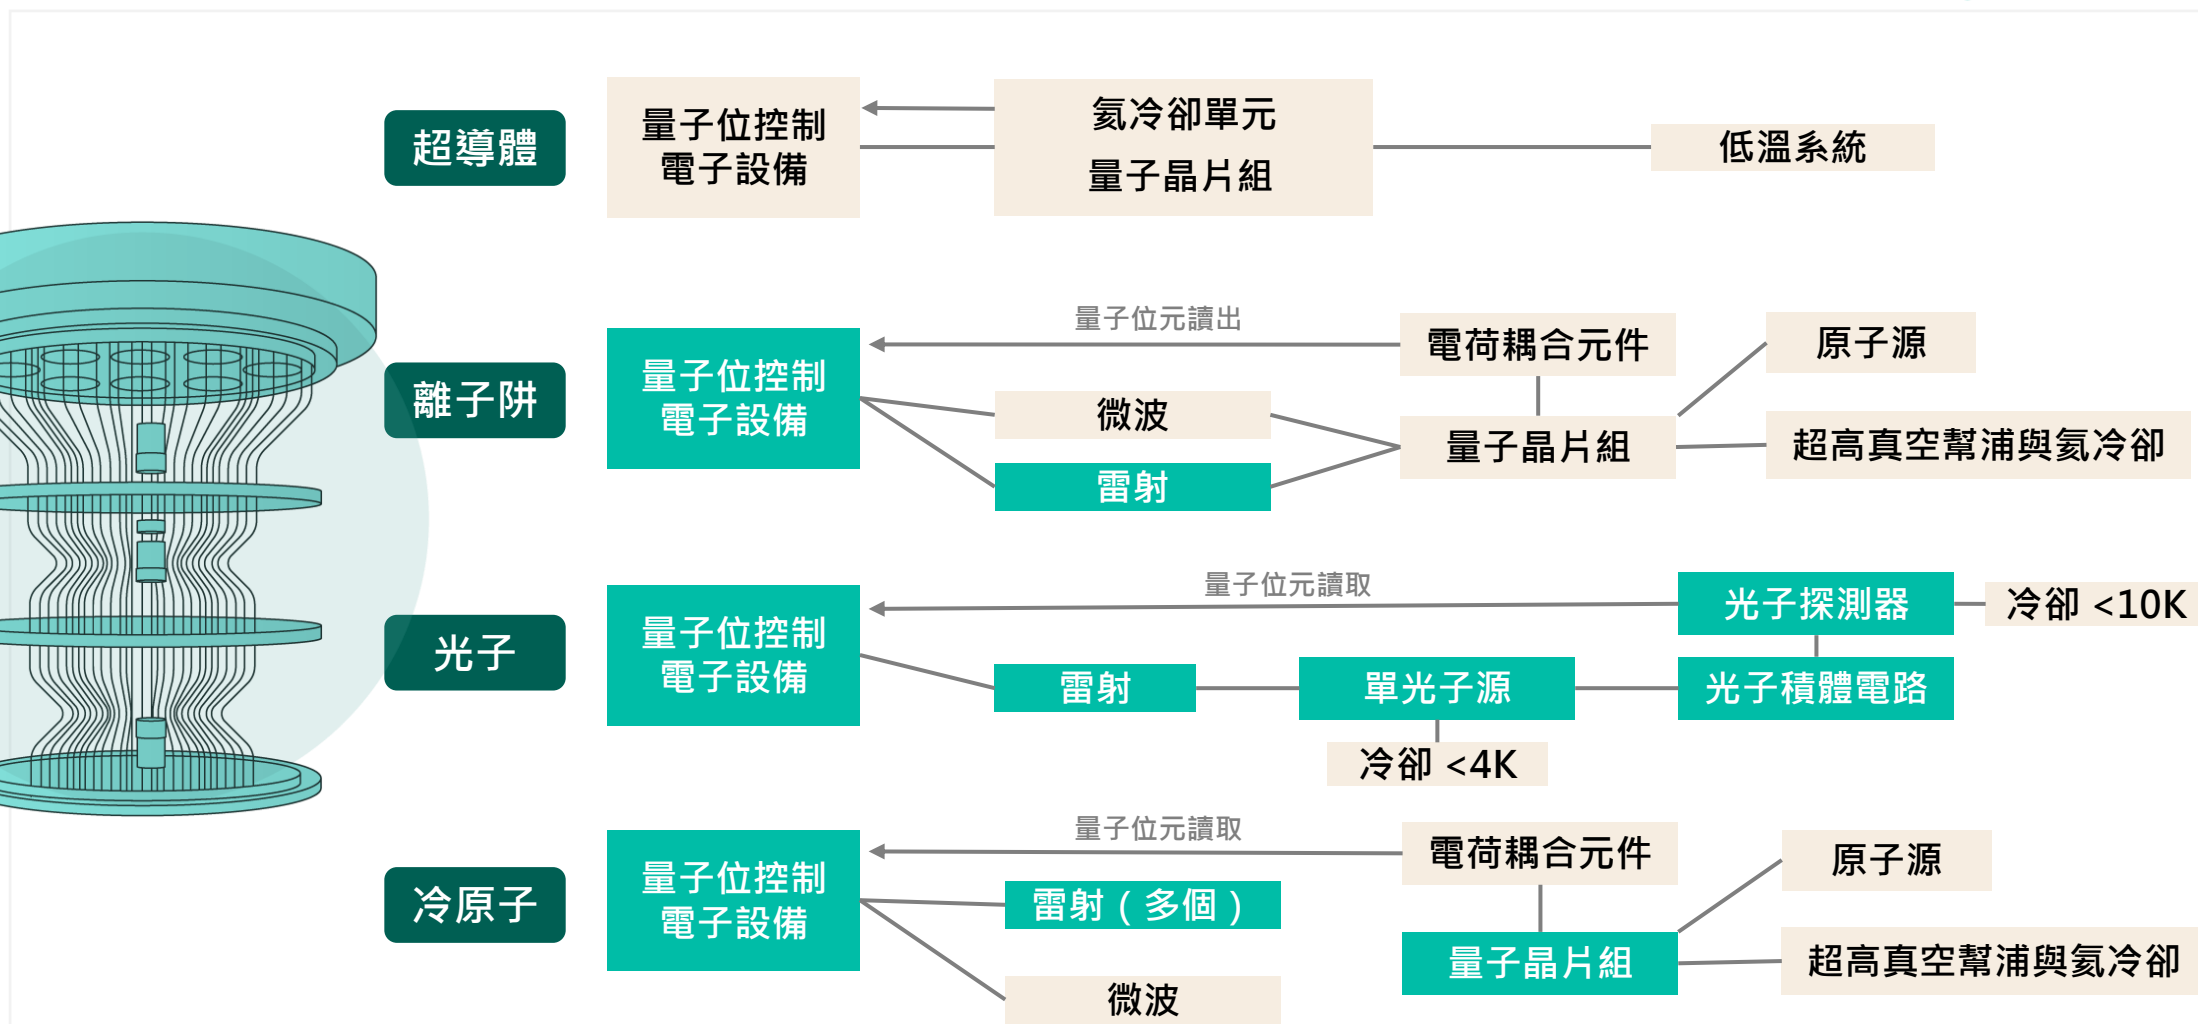 超導體
量子位控制
電子設備
氦冷卻單元
量子晶片組
低溫系統
離子阱
量子位控制
電子設備
量子位元讀出
電荷耦合元件
原子源
微波
雷射
量子晶片組
超高真空幫浦與氦冷卻
光子
量子位控制
電子設備
量子位元讀取
光子探測器
冷卻 <10K
雷射
單光子源
光子積體電路
冷卻 <4K
冷原子
量子位控制
電子設備
量子位元讀取
電荷耦合元件
原子源
雷射（多個）
量子晶片組
超高真空幫浦與氦冷卻
微波